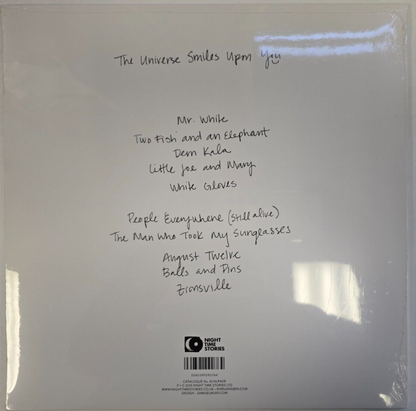 The Universe Smiles Upon You
Mr. White
Two Fish and an Elephant
Dern Kala
Little Joe and Mary
White Gloves
People Everywhere (Still alive)
The Man Who Took My Sunglasses
August Twelve
Balls and Pins
Zionsville
NIGHT
TIME
STORIES